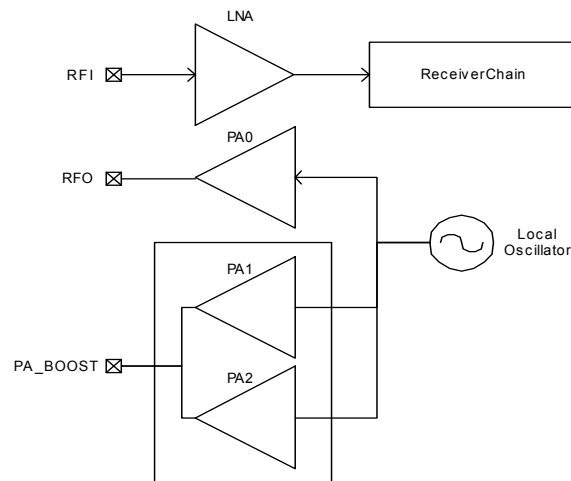 LNA
RFI
ReceiverChain
PA0
RFO
Local
Oscillator
PA1
PA_BOOST
PA2